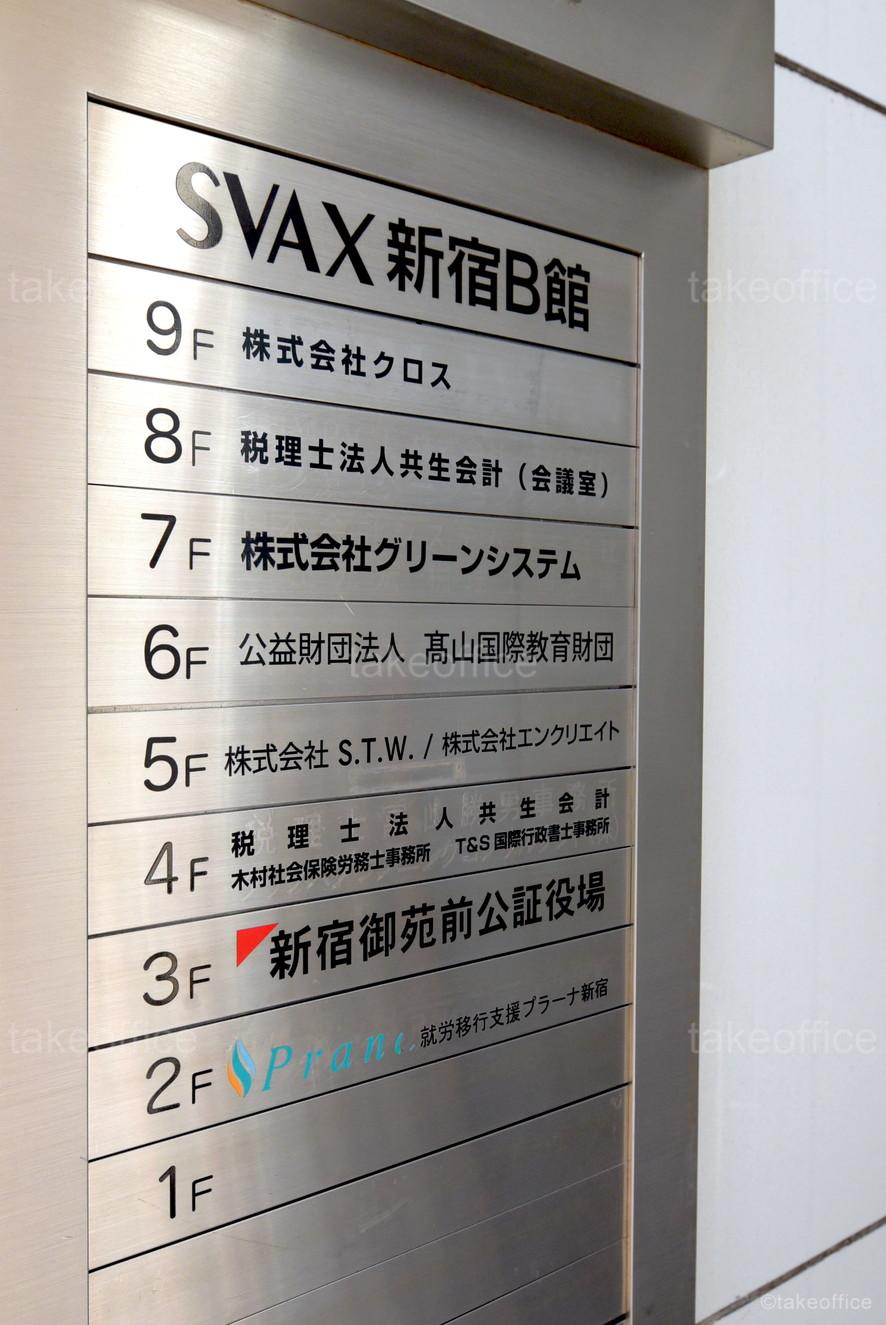 SVAX 新宿B館
9F 株式会社クロス
8F 税理士法人共生会計（会議室）
7F 株式会社グリーンシステム
6F 公益財団法人 髙山国際教育財団
5F 株式会社 S.T.W. / 株式会社エンクリエイト
4F 税理士法人共生会計
木村社会保険労務士事務所 T&S 国際行政書士事務所
3F 新宿御苑前公証役場
2F 就労移行支援プラーナ新宿
1F
takeoffice
takeoffice
takeoffice
takeoffice
takeoffice
©takeoffice